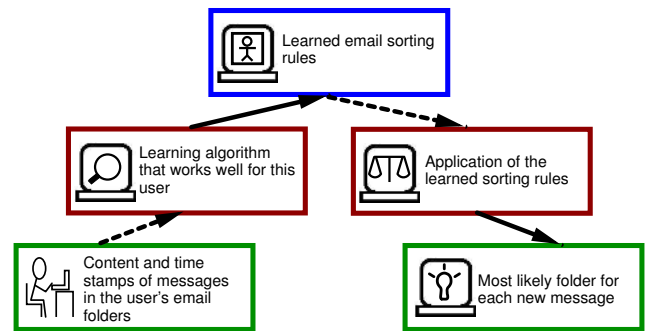 Learned email sorting
rules
Learning algorithm
that works well for this
user
Application of the
learned sorting rules
Content and time
stamps of messages
in the user's email
folders
Most likely folder for
each new message